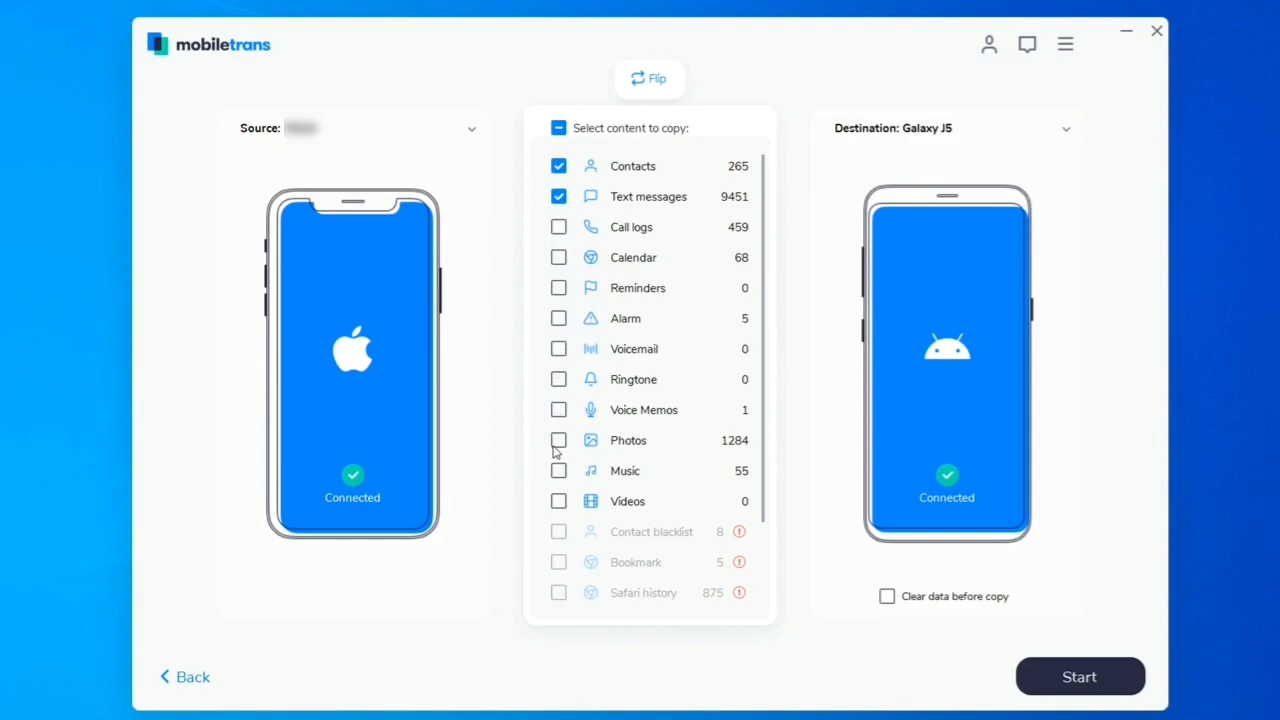 mobiletrans
Flip
Source:
Select content to copy:
Destination: Galaxy J5
Contacts 265
Text messages 9451
Call logs 459
Calendar 68
Reminders 0
Alarm 5
Voicemail 0
Ringtone 0
Voice Memos 1
Photos 1284
Music 55
Videos 0
Contact blacklist 8
Bookmark 5
Safari history 875
Connected
Connected
Clear data before copy
Back
Start